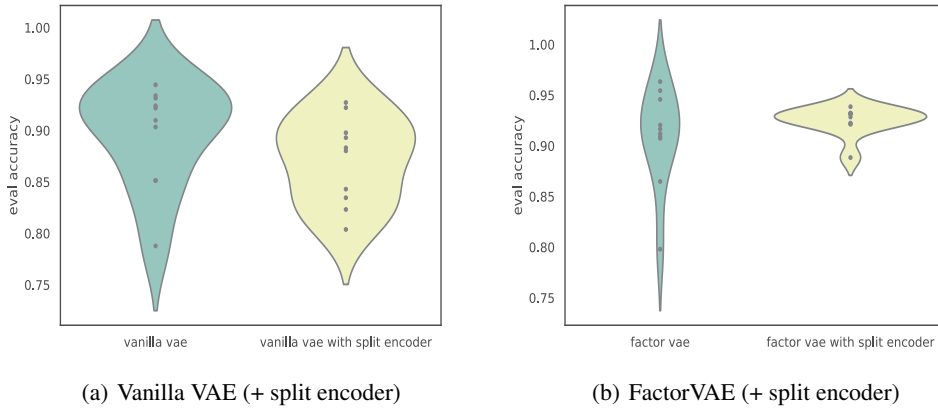 1.00
0.95
0.90
0.85
0.80
0.75
eval accuracy
vanilla vae
vanilla vae with split encoder
(a) Vanilla VAE (+ split encoder)
1.00
0.95
0.90
0.85
0.80
0.75
eval accuracy
factor vae
factor vae with split encoder
(b) FactorVAE (+ split encoder)